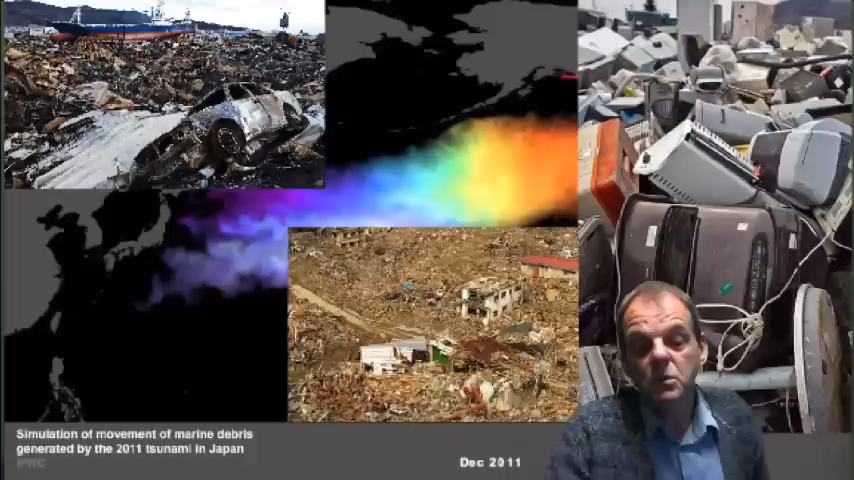 Simulation of movement of marine debris
generated by the 2011 tsunami in Japan
IPRC
Dec 2011